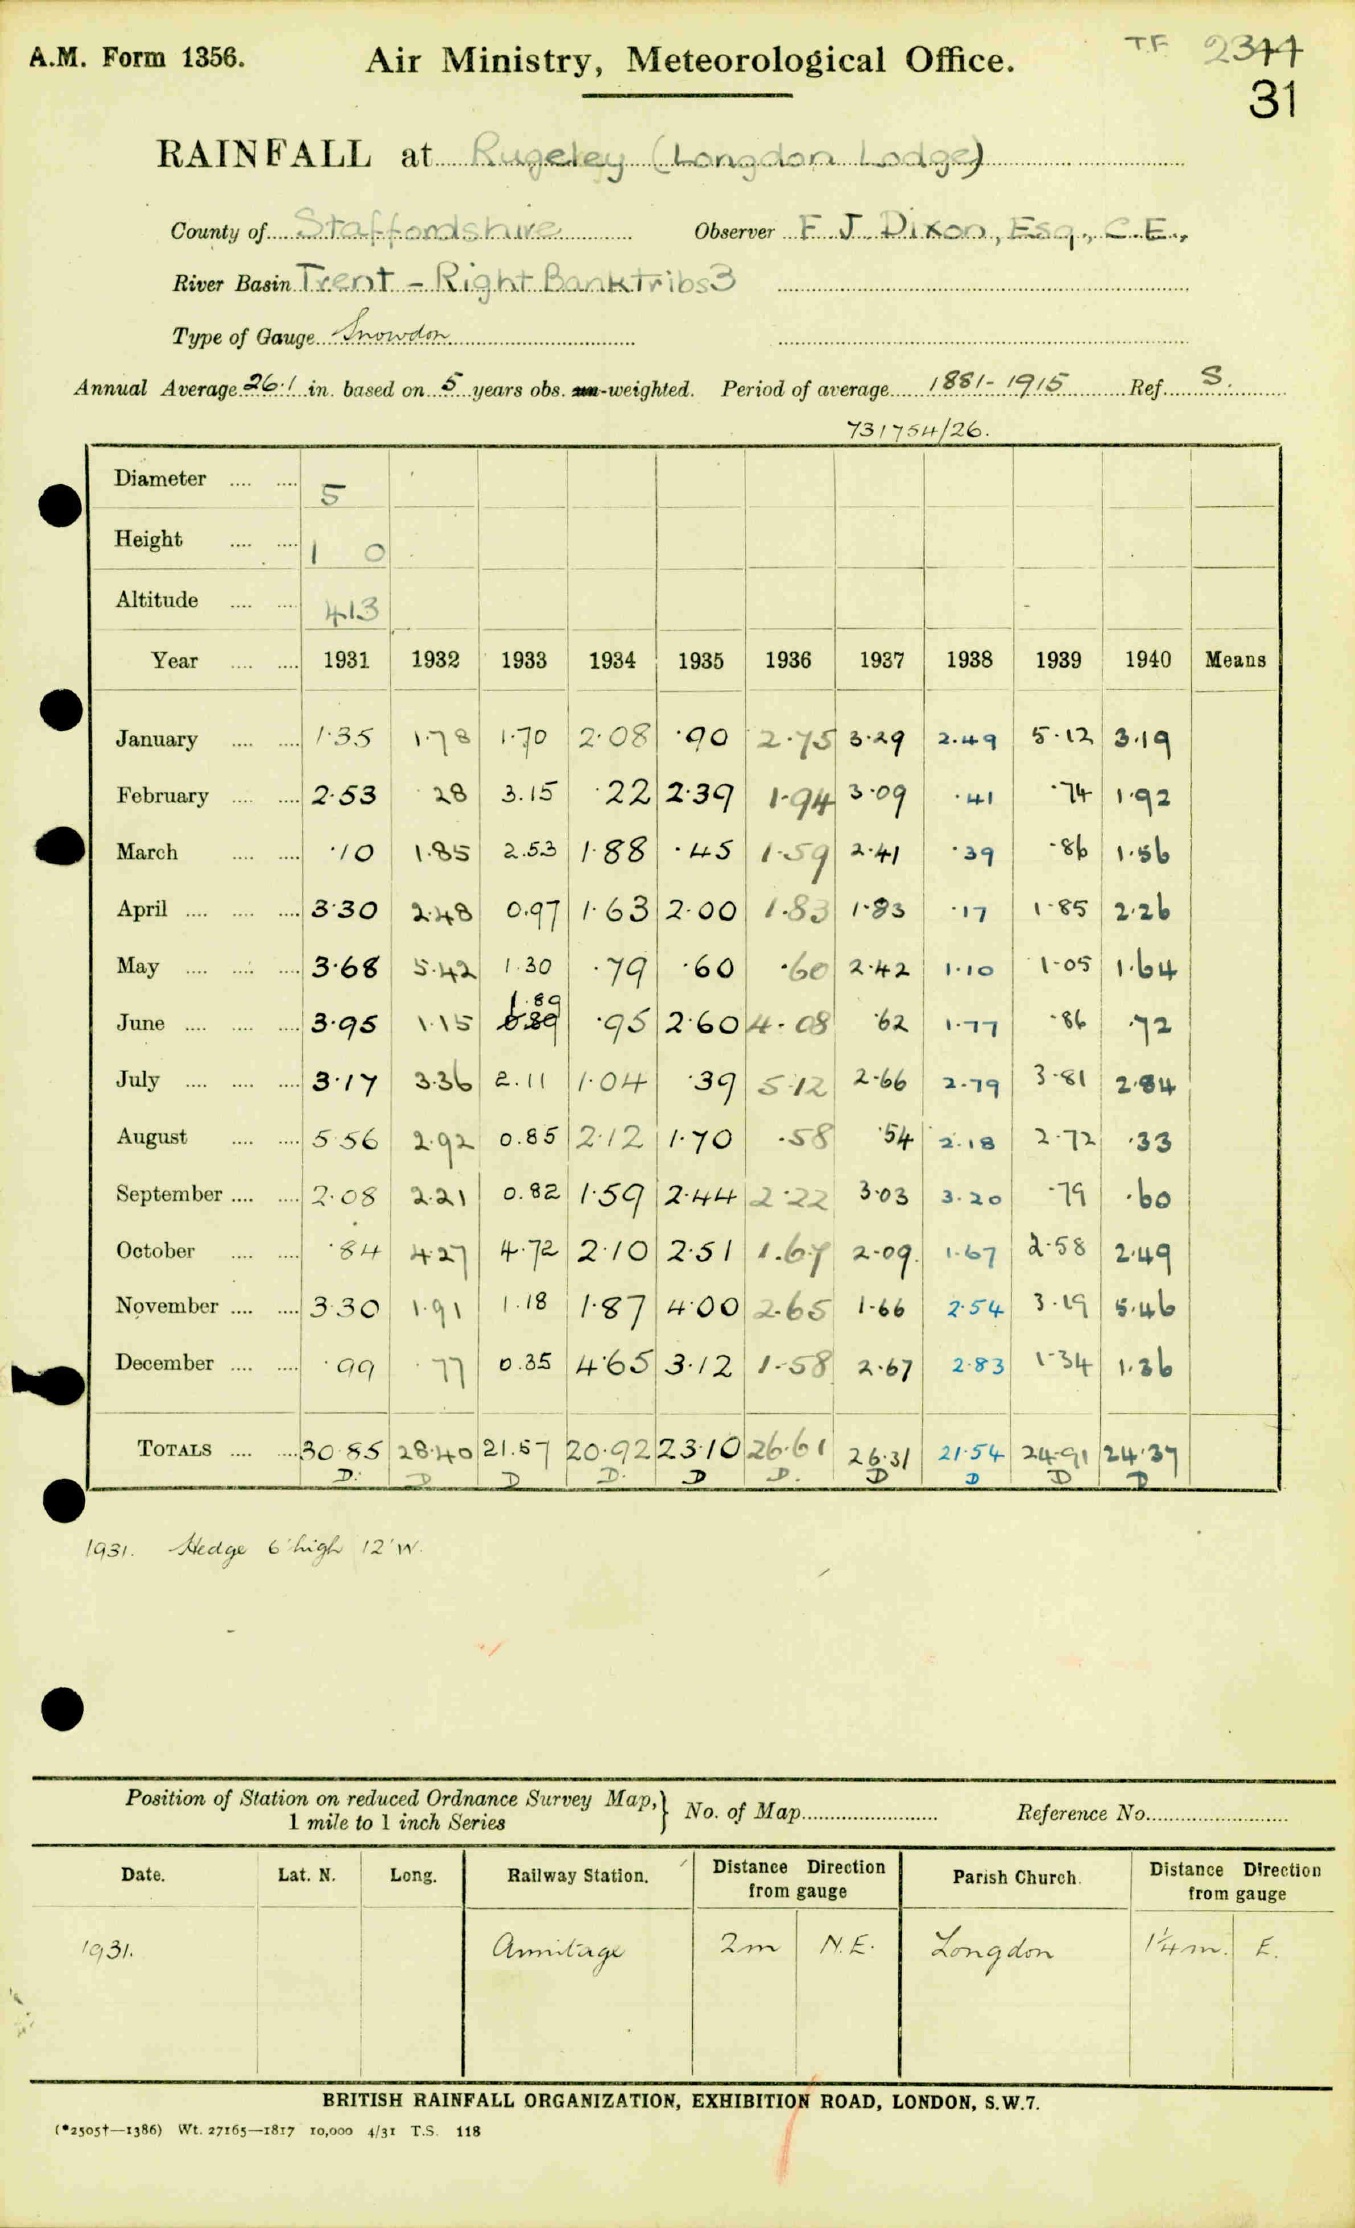 A.M. Form 1356.
Air Ministry, Meteorological Office.
T.F. 2344
31
RAINFALL at Rugeley (Longdon Lodge)
County of Staffordshire Observer F. J. Dixon, Esq., C.E.,
River Basin Trent - Right Bank Tribs 3
Type of Gauge Snowdon
Annual Average 26.1 in. based on 5 years obs. un-weighted. Period of average 1881-1915 Ref. S.
731754/26.
Diameter .... .... 5
Height .... .... 1 0
Altitude .... .... 413
Year .... .... 1931 1932 1933 1934 1935 1936 1937 1938 1939 1940 Means
January .... .... 1.35 1.78 1.70 2.08 .90 2.75 3.29 2.49 5.12 3.19
February .... .... 2.53 .28 3.15 .22 2.39 1.94 3.09 .41 .74 1.92
March .... .... .10 1.85 2.53 1.88 .45 1.59 2.41 .39 .86 1.56
April .... .... .... 3.30 2.48 0.97 1.63 2.00 1.83 1.83 .17 1.85 2.26
May .... .... .... 3.68 5.42 1.30 .79 .60 .60 2.42 1.10 1.05 1.64
1.89
June .... .... .... 3.95 1.15 0.89 .95 2.60 4.08 .62 1.77 .86 .72
July .... .... .... 3.17 3.36 2.11 1.04 .39 5.12 2.66 2.79 3.81 2.84
August .... .... 5.56 2.92 0.85 2.12 1.70 .58 .54 2.18 2.72 .33
September .... .... 2.08 2.21 0.82 1.59 2.44 2.22 3.03 3.20 .79 .60
October .... .... .84 4.27 4.72 2.10 2.51 1.67 2.09 1.67 2.58 2.49
November .... .... 3.30 1.91 1.18 1.87 4.00 2.65 1.66 2.54 3.19 5.46
December .... .... .99 .77 0.35 4.65 3.12 1.58 2.67 2.83 1.34 1.36
TOTALS .... .... 30.85 28.40 21.57 20.92 23.10 26.61 26.31 21.54 24.91 24.37
D. D D D. D D. D D D D
1931. Hedge 6' high 12' W.
Position of Station on reduced Ordnance Survey Map, } No. of Map Reference No.
1 mile to 1 inch Series
Date. Lat. N. Long. Railway Station. Distance Direction from gauge Parish Church. Distance Direction from gauge
1931. Armitage 2m N.E. Longdon 1¼m. E.
BRITISH RAINFALL ORGANIZATION, EXHIBITION ROAD, LONDON, S.W.7.
(*2505†—1386) Wt. 27165—1817 10,000 4/31 T.S. 118